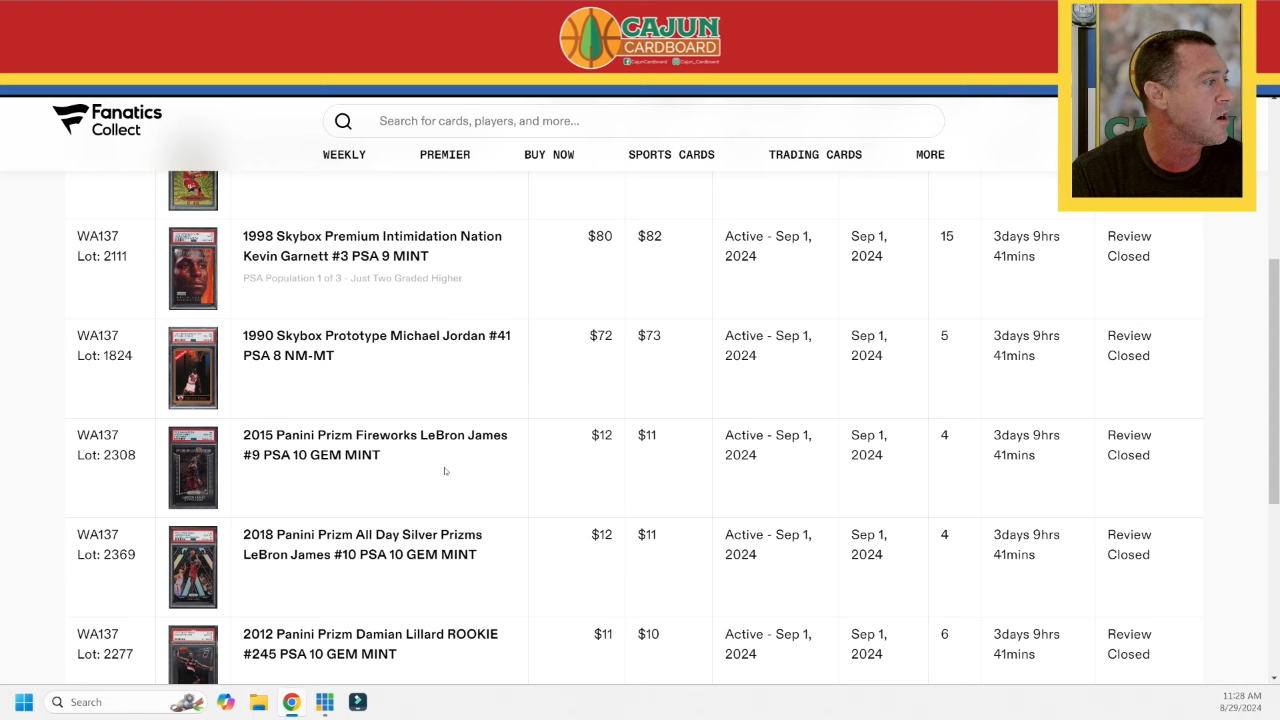 CAJUN
CARDBOARD
CajunCardboard Cajun_Cardboard
Fanatics
Collect
Search for cards, players, and more...
WEEKLY PREMIER BUY NOW SPORTS CARDS TRADING CARDS MORE
WA137 1998 Skybox Premium Intimidation Nation $80 $82 Active - Sep 1, Sep 1, 15 3days 9hrs Review
Lot: 2111 Kevin Garnett #3 PSA 9 MINT 2024 2024 41mins Closed
PSA Population 1 of 3 - Just Two Graded Higher
WA137 1990 Skybox Prototype Michael Jordan #41 $72 $73 Active - Sep 1, Sep 1, 5 3days 9hrs Review
Lot: 1824 PSA 8 NM-MT 2024 2024 41mins Closed
WA137 2015 Panini Prizm Fireworks LeBron James $12 $11 Active - Sep 1, Sep 1, 4 3days 9hrs Review
Lot: 2308 #9 PSA 10 GEM MINT 2024 2024 41mins Closed
WA137 2018 Panini Prizm All Day Silver Prizms $12 $11 Active - Sep 1, Sep 1, 4 3days 9hrs Review
Lot: 2369 LeBron James #10 PSA 10 GEM MINT 2024 2024 41mins Closed
WA137 2012 Panini Prizm Damian Lillard ROOKIE $11 $10 Active - Sep 1, Sep 1, 6 3days 9hrs Review
Lot: 2277 #245 PSA 10 GEM MINT 2024 2024 41mins Closed
Search
11:28 AM
8/29/2024